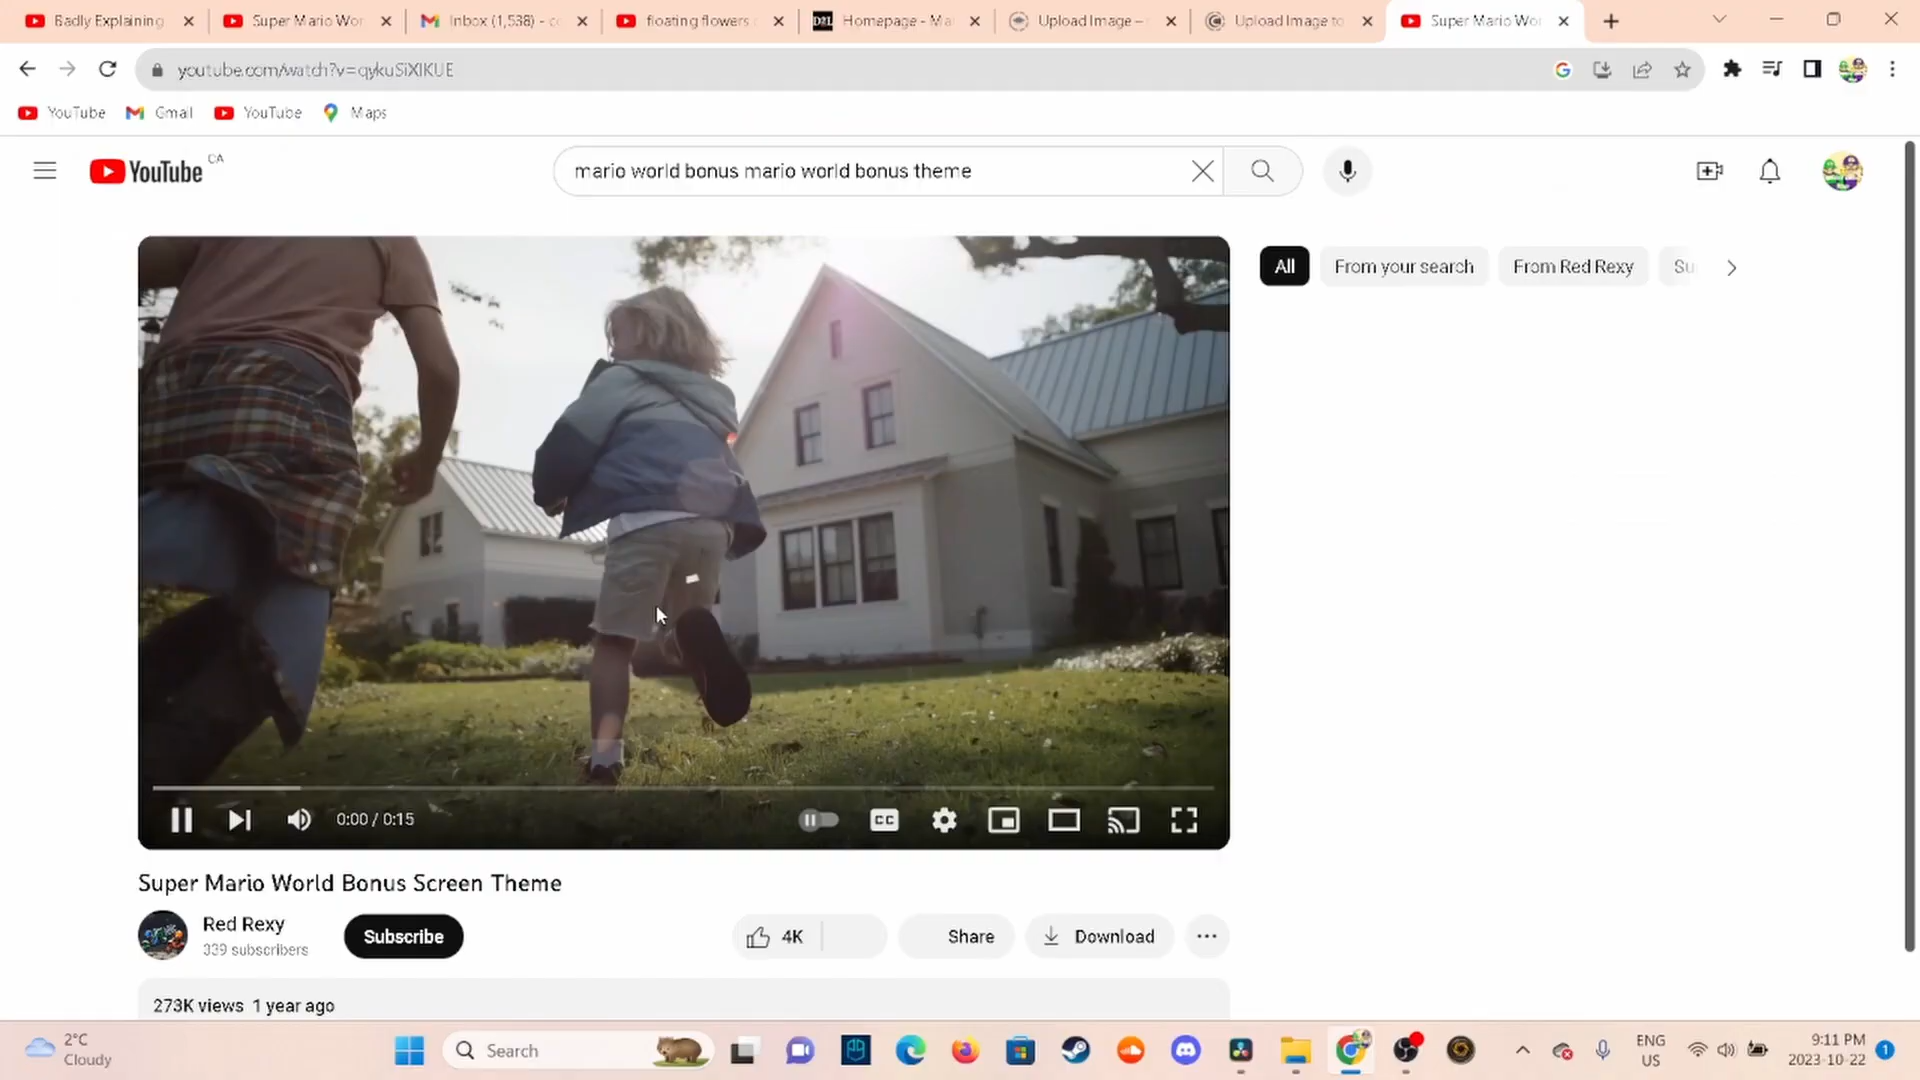 Badly Explaining
Super Mario Wor
Inbox (1,538) - c
floating flowers
Homepage - Ma
Upload Image –
Upload Image to
Super Mario Wor
youtube.com/watch?v=qykuSiXIKUE
YouTube Gmail YouTube Maps
YouTube CA
mario world bonus mario world bonus theme
All From your search From Red Rexy Su
0:00 / 0:15
CC
Super Mario World Bonus Screen Theme
Red Rexy
339 subscribers
Subscribe
4K Share Download
273K views 1 year ago
2°C
Cloudy
Search
ENG
US
9:11 PM
2023-10-22
1